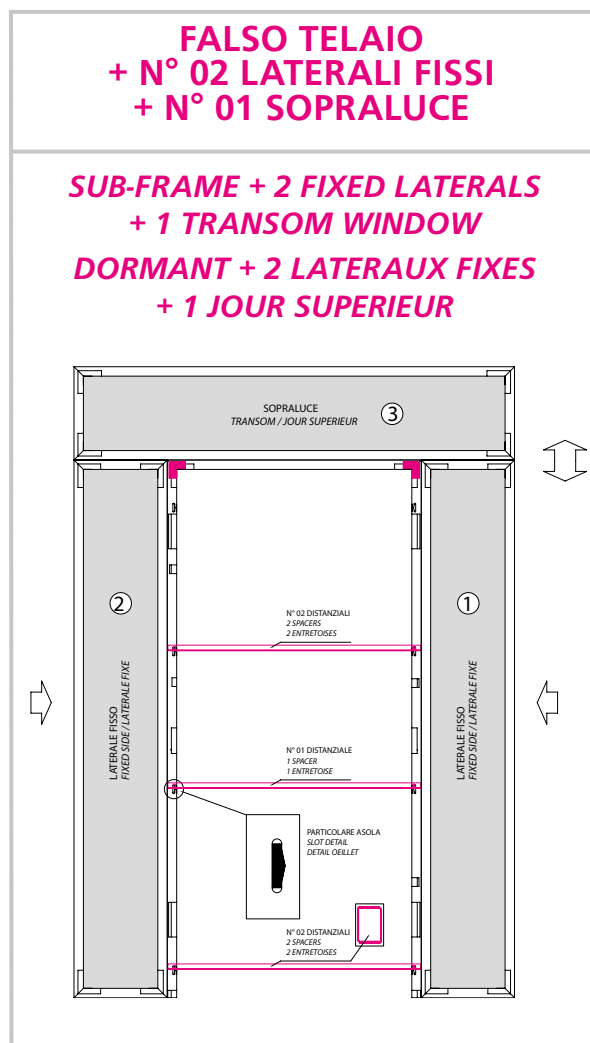 FALSO TELAIO
+ N° 02 LATERALI FISSI
+ N° 01 SOPRALUCE
SUB-FRAME + 2 FIXED LATERALS
+ 1 TRANSOM WINDOW
DORMANT + 2 LATERAUX FIXES
+ 1 JOUR SUPERIEUR
SOPRALUCE
TRANSOM / JOUR SUPERIEUR
3
2
LATERALE FISSO
FIXED SIDE / LATERALE FIXE
1
LATERALE FISSO
FIXED SIDE / LATERALE FIXE
N° 02 DISTANZIALI
2 SPACERS
2 ENTRETOISES
N° 01 DISTANZIALE
1 SPACER
1 ENTRETOISE
PARTICOLARE ASOLA
SLOT DETAIL
DETAIL OEILLET
N° 02 DISTANZIALI
2 SPACERS
2 ENTRETOISES